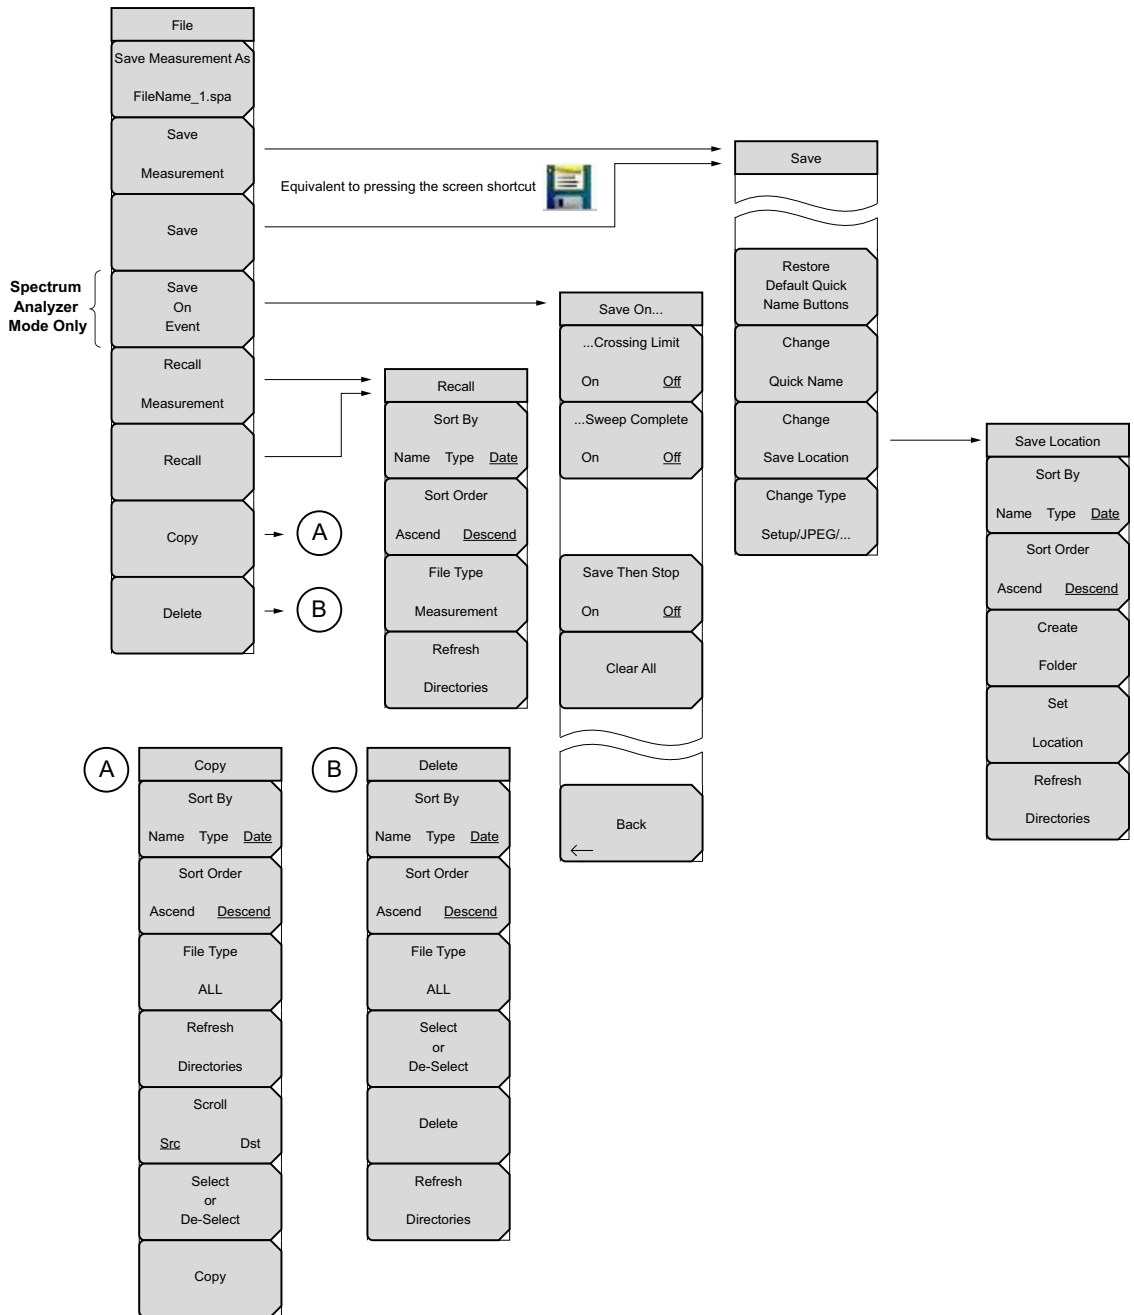 File
Save Measurement As
FileName_1.spa
Save
Measurement
Equivalent to pressing the screen shortcut
Save
Spectrum
Analyzer
Mode Only
Save
On
Event
Recall
Measurement
Recall
Copy
A
Delete
B
Recall
Sort By
Name Type Date
Sort Order
Ascend Descend
File Type
Measurement
Refresh
Directories
Save On...
...Crossing Limit
On Off
...Sweep Complete
On Off
Save Then Stop
On Off
Clear All
Back
Save
Restore
Default Quick
Name Buttons
Change
Quick Name
Change
Save Location
Change Type
Setup/JPEG/...
Save Location
Sort By
Name Type Date
Sort Order
Ascend Descend
Create
Folder
Set
Location
Refresh
Directories
A
Copy
Sort By
Name Type Date
Sort Order
Ascend Descend
File Type
ALL
Refresh
Directories
Scroll
Src Dst
Select
or
De-Select
Copy
B
Delete
Sort By
Name Type Date
Sort Order
Ascend Descend
File Type
ALL
Select
or
De-Select
Delete
Refresh
Directories